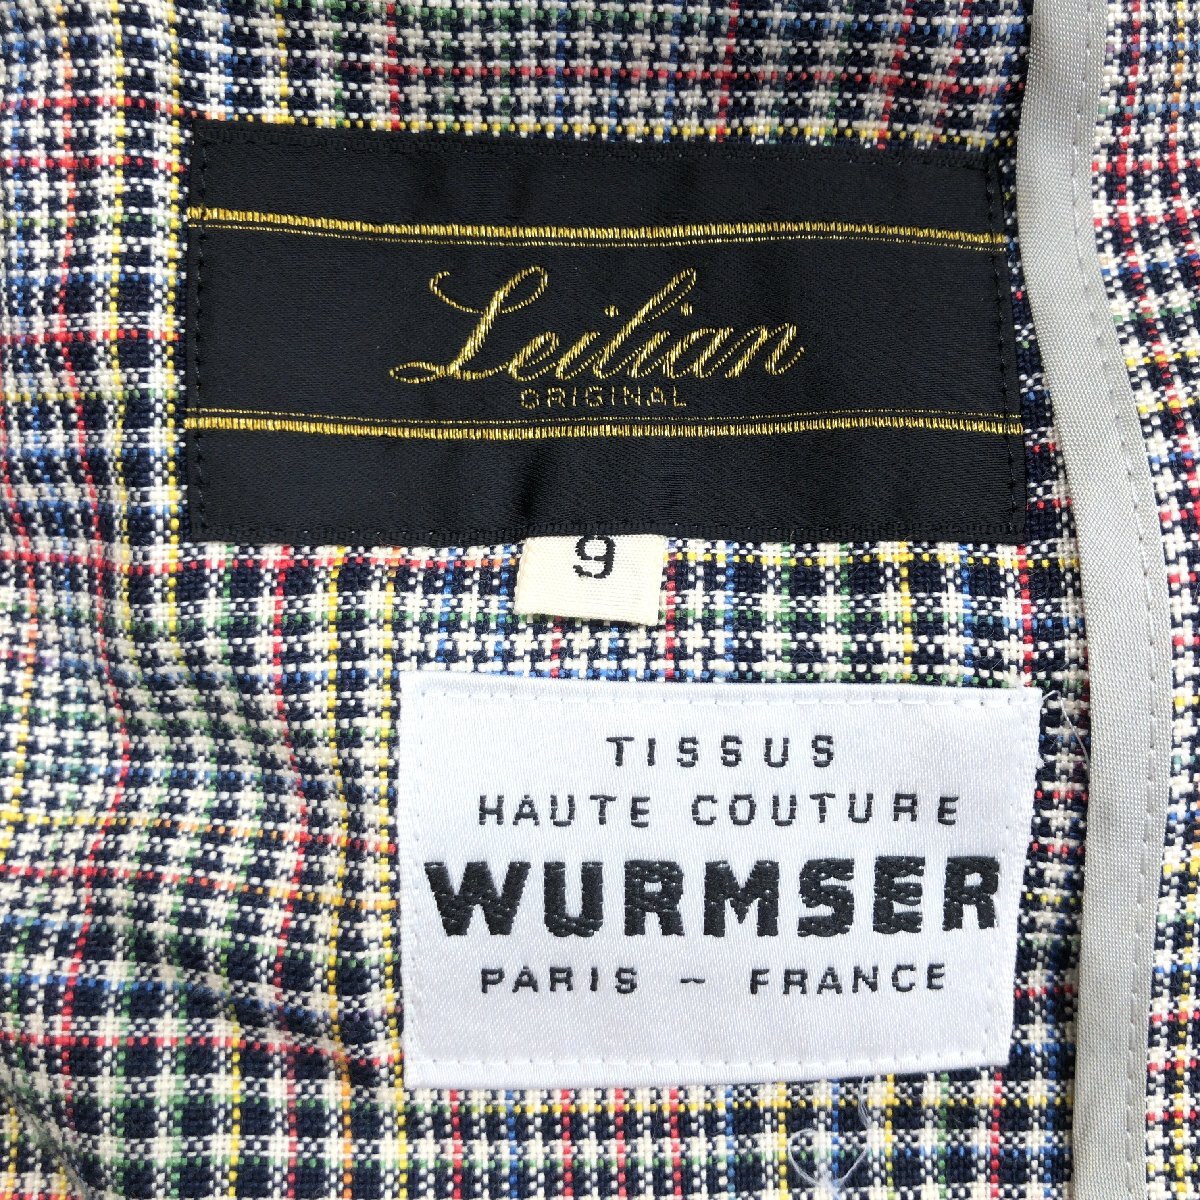 Leilian
ORIGINAL
9
TISSUS
HAUTE COUTURE
WURMSER
PARIS - FRANCE